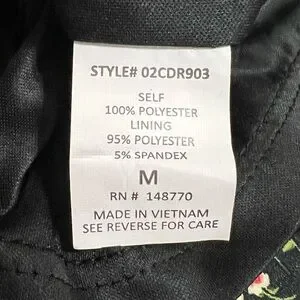 STYLE# 02CDR903
SELF
100% POLYESTER
LINING
95% POLYESTER
5% SPANDEX
M
RN # 148770
MADE IN VIETNAM
SEE REVERSE FOR CARE